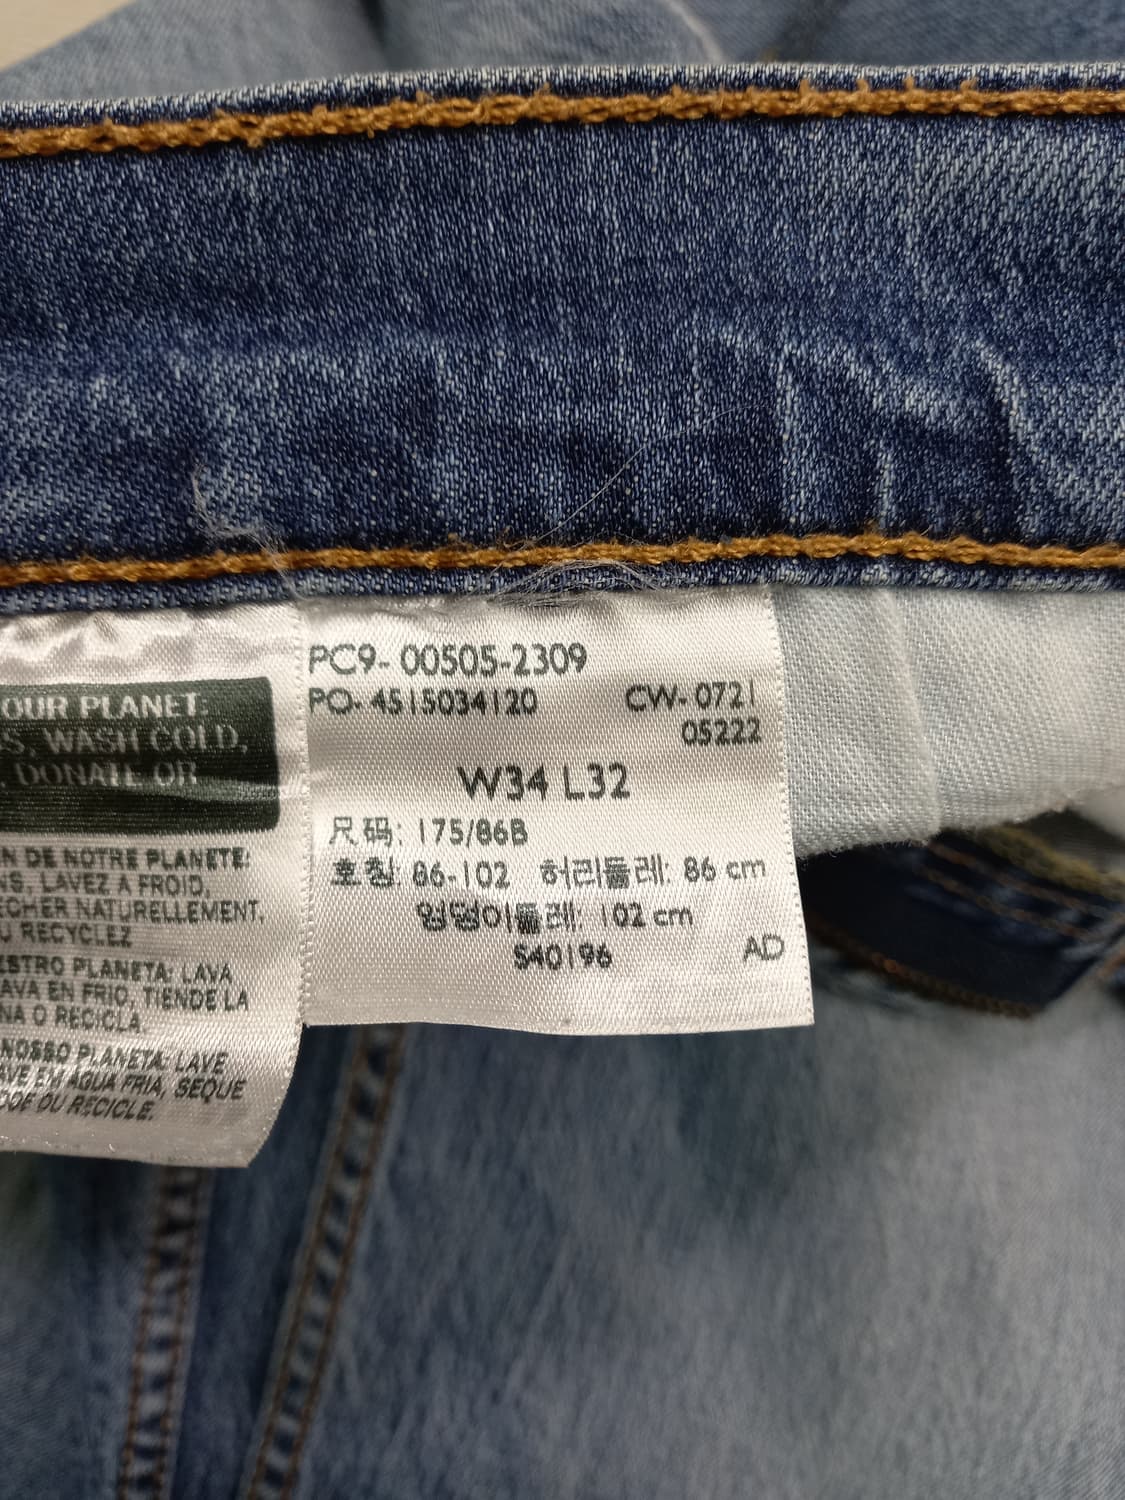 OUR PLANET:
S, WASH COLD,
, DONATE OR
N DE NOTRE PLANETE:
NS, LAVEZ A FROID,
ECHER NATURELLEMENT,
U RECYCLEZ
ESTRO PLANETA: LAVA
AVA EN FRIO, TIENDE LA
NA O RECICLA.
NOSSO PLANETA: LAVE
AVE EM AGUA FRIA, SEQUE
DOE OU RECICLE.
PC9- 00505-2309
PO- 4515034120 CW- 0721
05222
W34 L32
尺码: 175/86B
호칭: 86-102 허리둘레: 86 cm
엉덩이둘레: 102 cm
S40196 AD